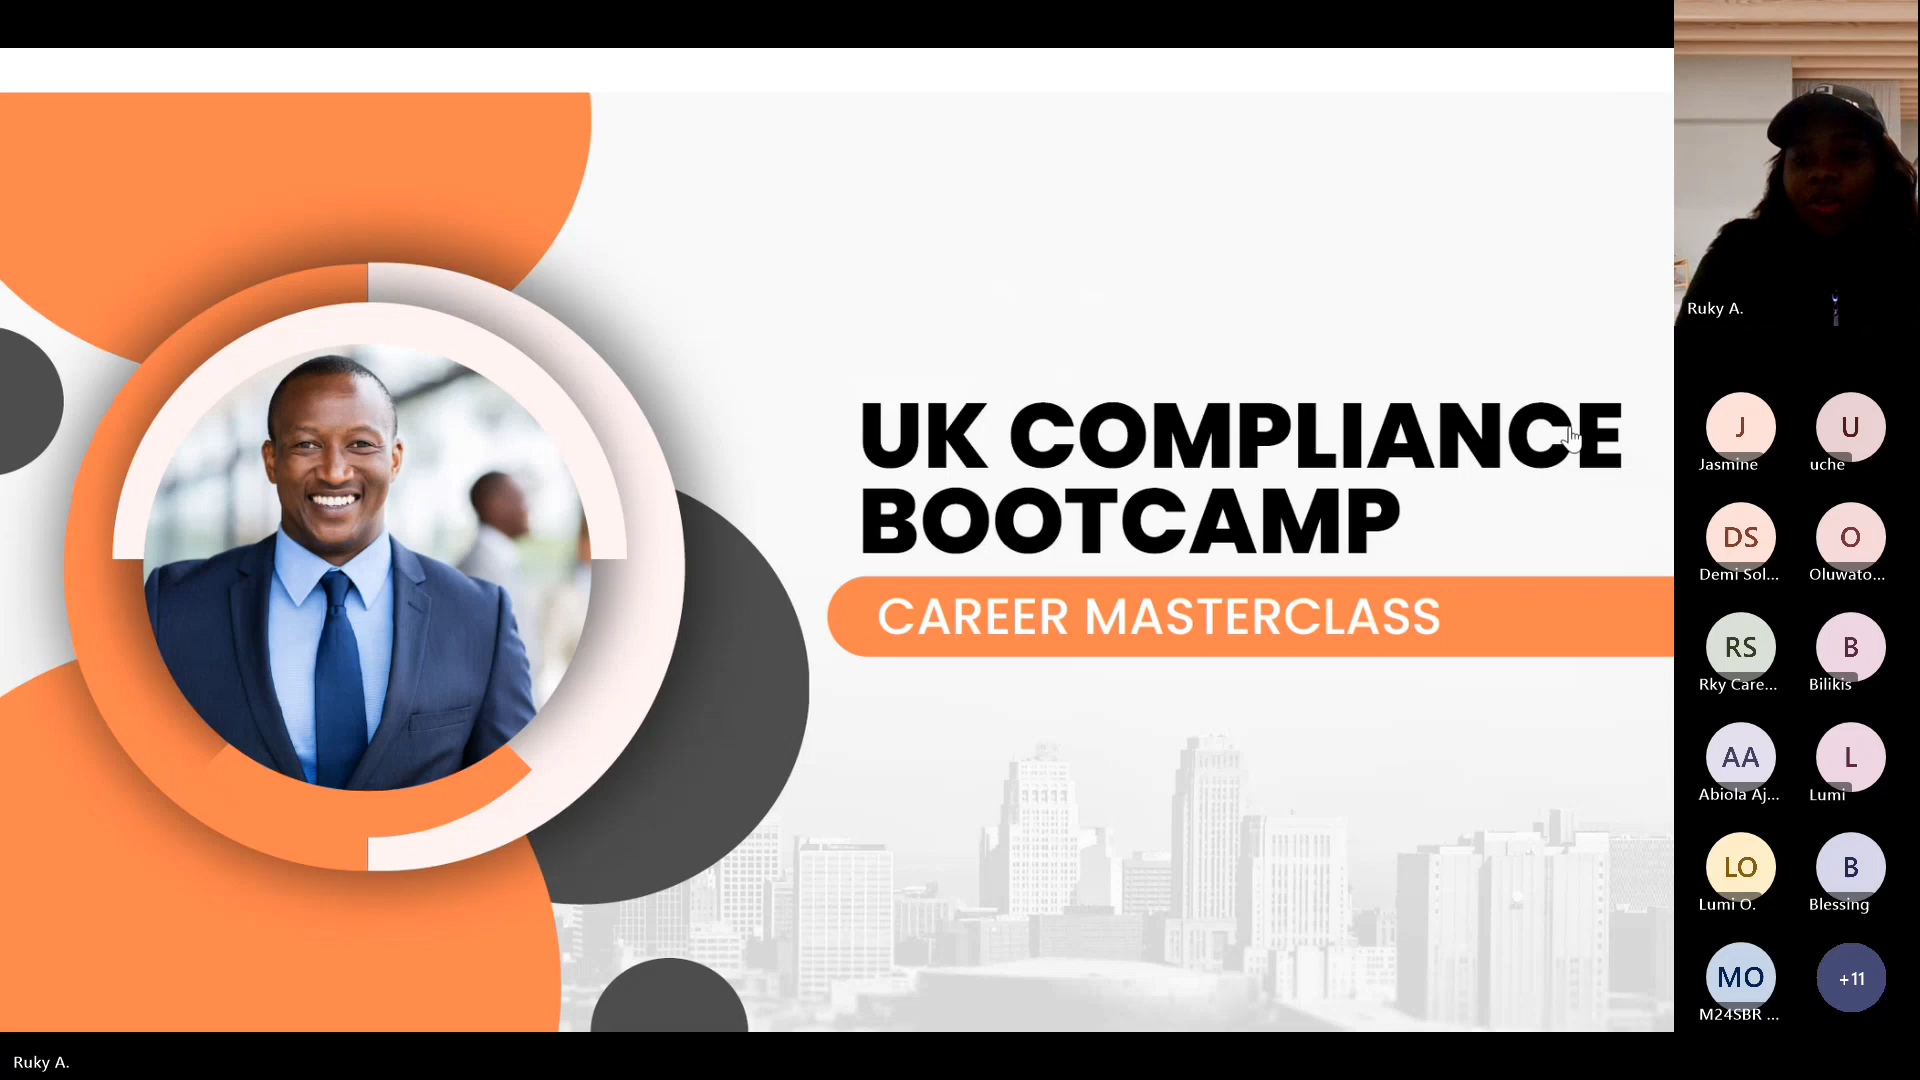 UK COMPLIANCE
BOOTCAMP
CAREER MASTERCLASS
Ruky A.
J
Jasmine
U
uche
DS
Demi Sol...
O
Oluwato...
RS
Rky Care...
B
Bilikis
AA
Abiola Aj...
L
Lumi
LO
Lumi O.
B
Blessing
MO
M24SBR ...
+11
Ruky A.